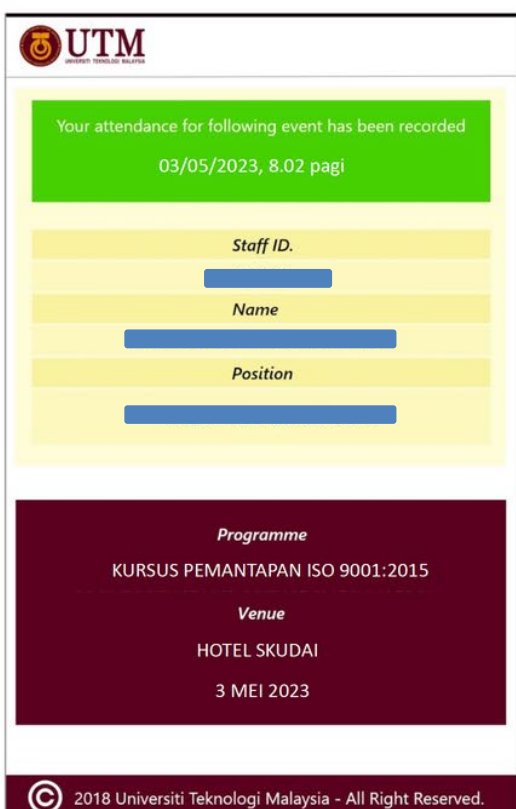 UTM
UNIVERSITI TEKNOLOGI MALAYSIA
Your attendance for following event has been recorded
03/05/2023, 8.02 pagi
Staff ID.
Name
Position
Programme
KURSUS PEMANTAPAN ISO 9001:2015
Venue
HOTEL SKUDAI
3 MEI 2023
© 2018 Universiti Teknologi Malaysia - All Right Reserved.